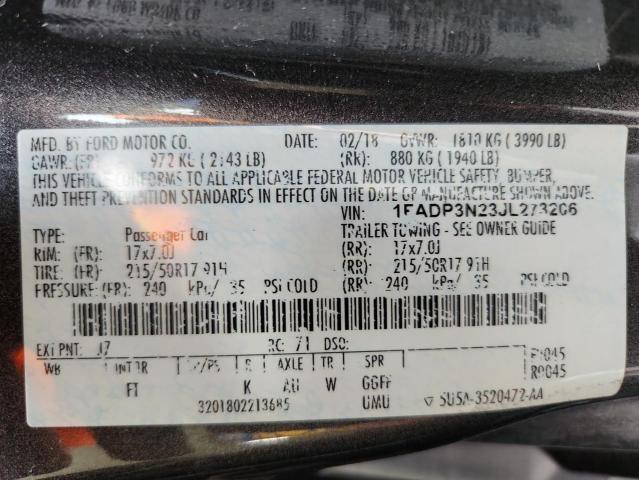 MFD. BY FORD MOTOR CO. DATE: 02/18 GVWR: 1810 KG ( 3990 LB)
GAWR: (FR): 972 KG ( 2143 LB) (RR): 880 KG ( 1940 LB)
THIS VEHICLE CONFORMS TO ALL APPLICABLE FEDERAL MOTOR VEHICLE SAFETY, BUMPER,
AND THEFT PREVENTION STANDARDS IN EFFECT ON THE DATE OF MANUFACTURE SHOWN ABOVE.
VIN: 1FADP3N23JL273206
TYPE: Passenger Car TRAILER TOWING - SEE OWNER GUIDE
RIM: (FR): 17x7.0J (RR): 17x7.0J
TIRE: (FR): 215/50R17 91H (RR): 215/50R17 91H
PRESSURE: (FR): 240 kPa/ 35 PSI COLD (RR): 240 kPa/ 35 PSI COLD
EXT PNT: J7 RC: 71 DSO:
WB INT TR TP/PS R AXLE TR SPR
K AU W GGFF
3201802213685 UMU ▽ SU5A-3520472-AA